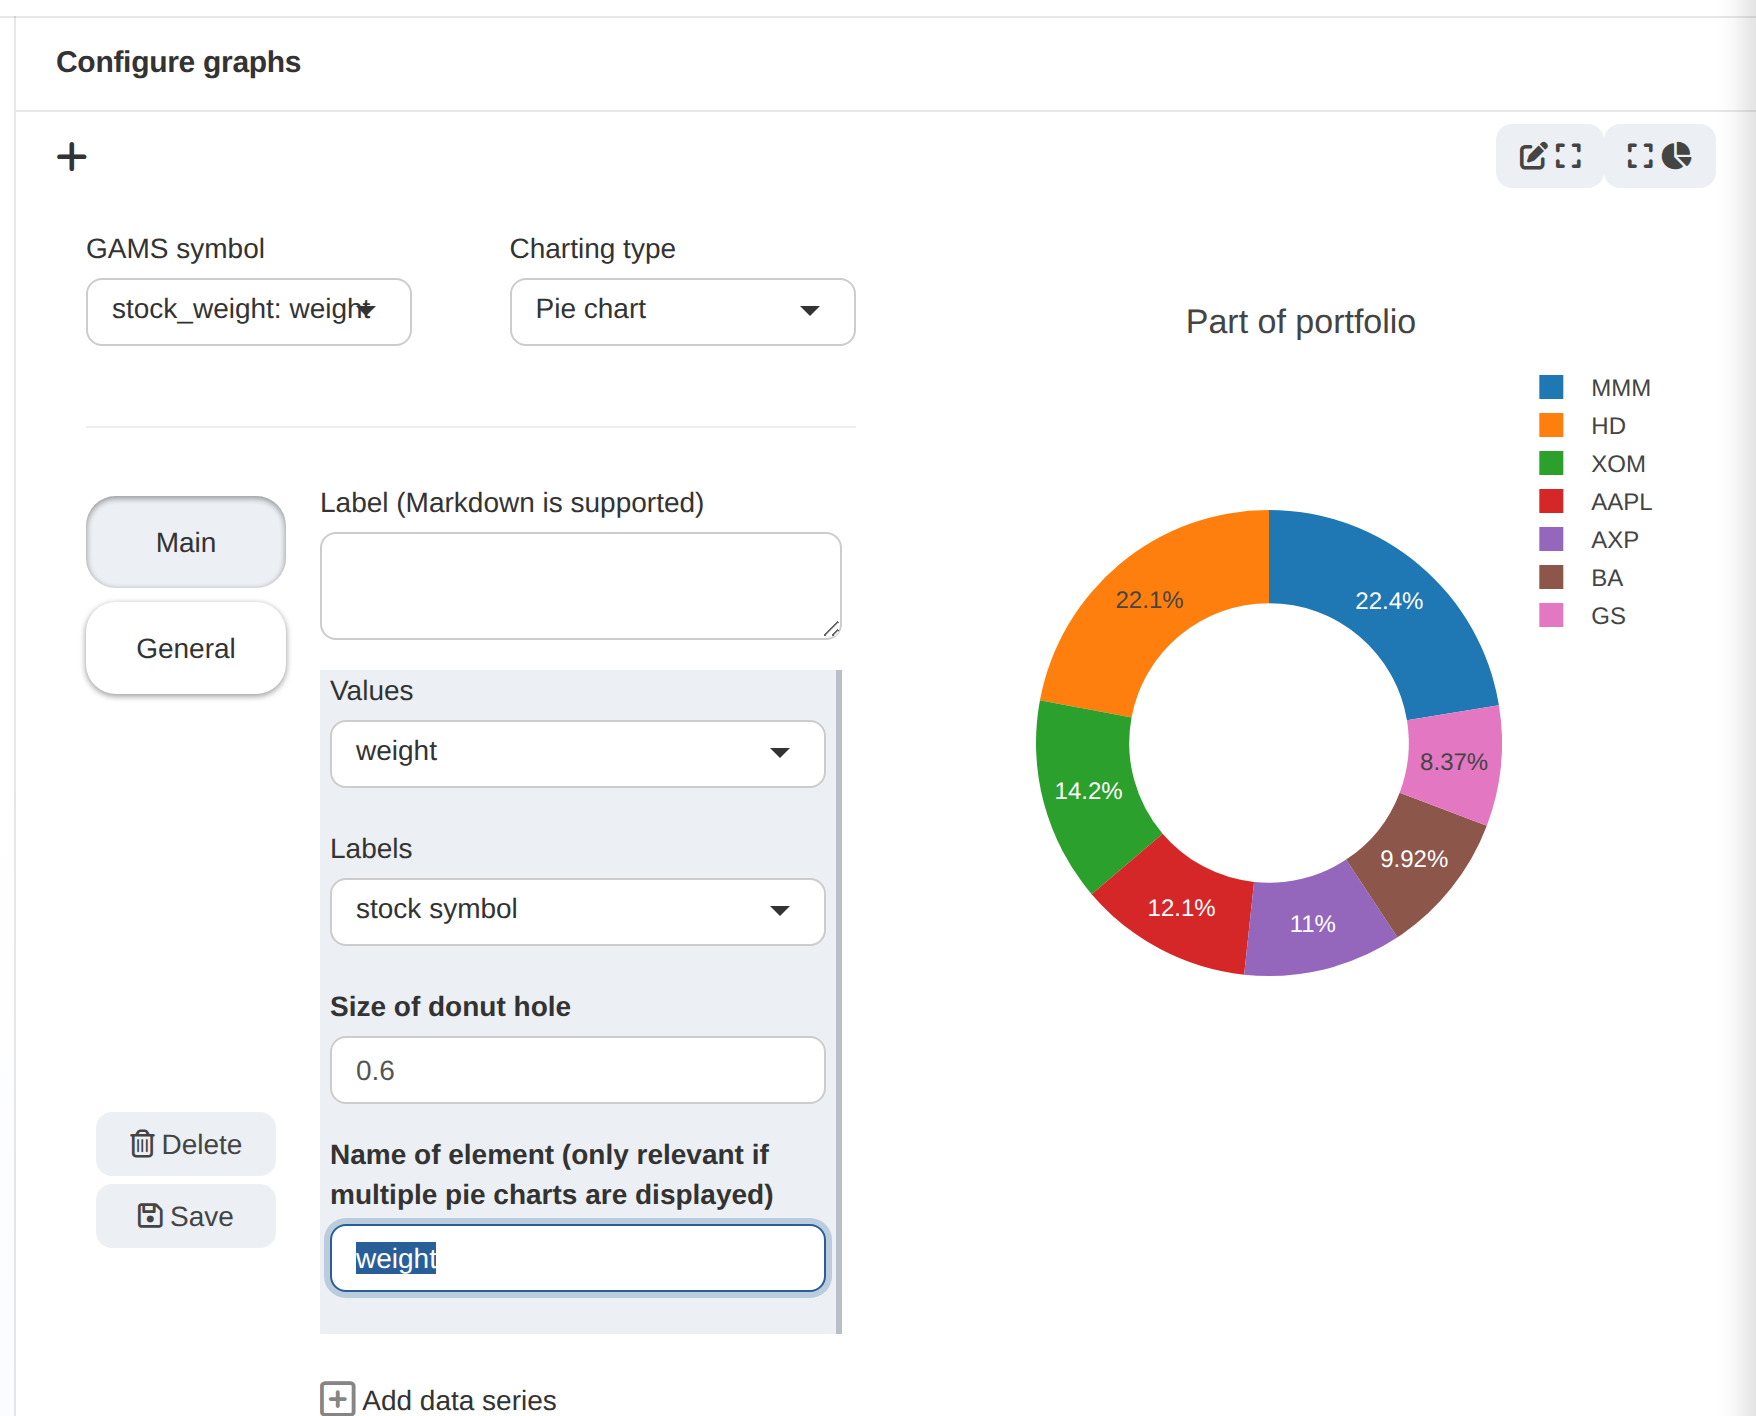 Configure graphs
GAMS symbol
Charting type
stock_weight: weight
Pie chart
Label (Markdown is supported)
Main
General
Values
weight
Labels
stock symbol
Size of donut hole
0.6
Name of element (only relevant if
multiple pie charts are displayed)
weight
Delete
Save
Add data series
Part of portfolio
MMM
HD
XOM
AAPL
AXP
BA
GS
22.1%
22.4%
8.37%
14.2%
9.92%
12.1%
11%